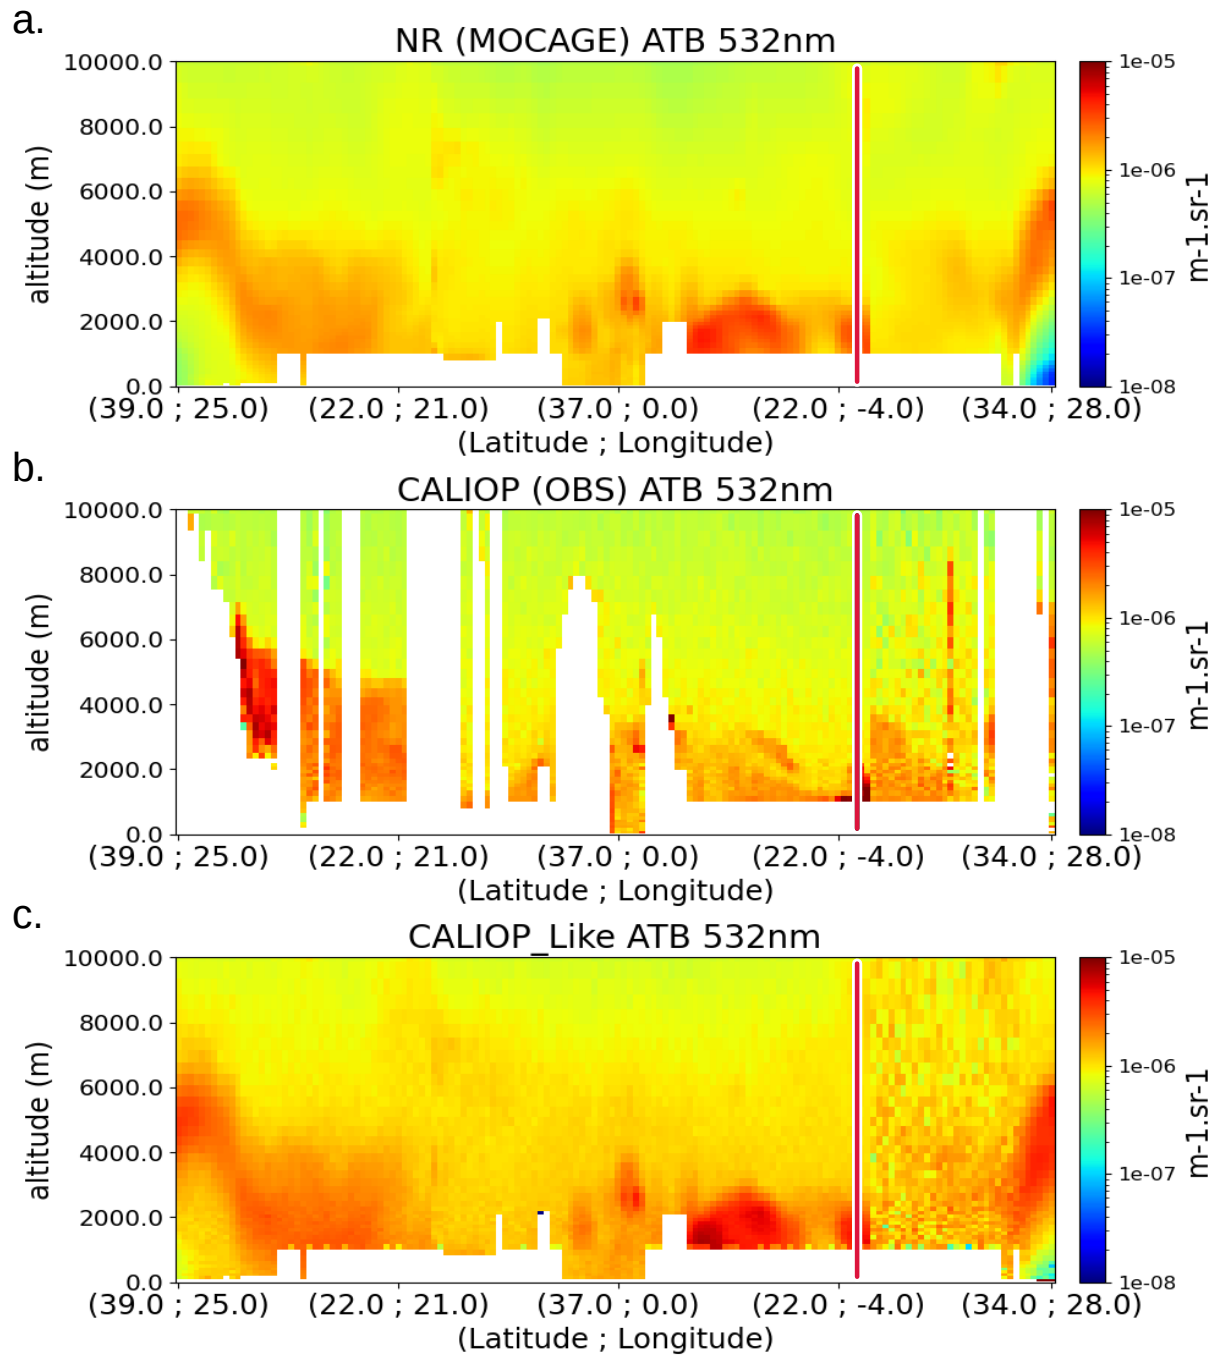 a.
NR (MOCAGE) ATB 532nm
10000.0
8000.0
6000.0
4000.0
2000.0
0.0
altitude (m)
(39.0 ; 25.0) (22.0 ; 21.0) (37.0 ; 0.0) (22.0 ; -4.0) (34.0 ; 28.0)
(Latitude ; Longitude)
1e-05
1e-06
1e-07
1e-08
m-1.sr-1
b.
CALIOP (OBS) ATB 532nm
10000.0
8000.0
6000.0
4000.0
2000.0
0.0
altitude (m)
(39.0 ; 25.0) (22.0 ; 21.0) (37.0 ; 0.0) (22.0 ; -4.0) (34.0 ; 28.0)
(Latitude ; Longitude)
1e-05
1e-06
1e-07
1e-08
m-1.sr-1
c.
CALIOP_Like ATB 532nm
10000.0
8000.0
6000.0
4000.0
2000.0
0.0
altitude (m)
(39.0 ; 25.0) (22.0 ; 21.0) (37.0 ; 0.0) (22.0 ; -4.0) (34.0 ; 28.0)
(Latitude ; Longitude)
1e-05
1e-06
1e-07
1e-08
m-1.sr-1